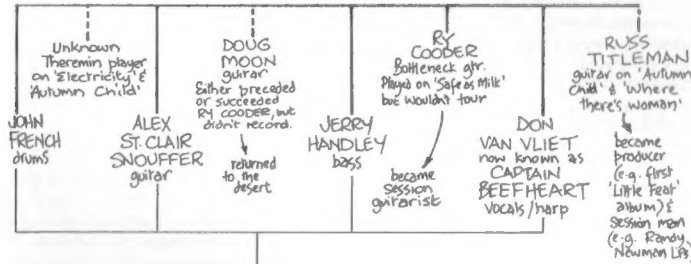 Unknown
Theremin player
on 'Electricity' &
'Autumn Child'
DOUG
MOON
guitar
Either preceded
or succeeded
RY COODER, but
didn't record.
returned
to the
desert
RY
COODER
Bottleneck gtr.
Played on 'Safe as Milk'
but wouldn't tour
became
session
guitarist
RUSS
TITLEMAN
guitar on 'Autumn
Child' & 'Where
there's woman'
became
producer
(e.g. first
'Little Feat'
album) &
session man
(e.g. Randy
Newman LPs)
JOHN
FRENCH
drums
ALEX
ST. CLAIR
SNOUFFER
guitar
JERRY
HANDLEY
bass
DON
VAN VLIET
now known as
CAPTAIN
BEEFHEART
vocals/harp